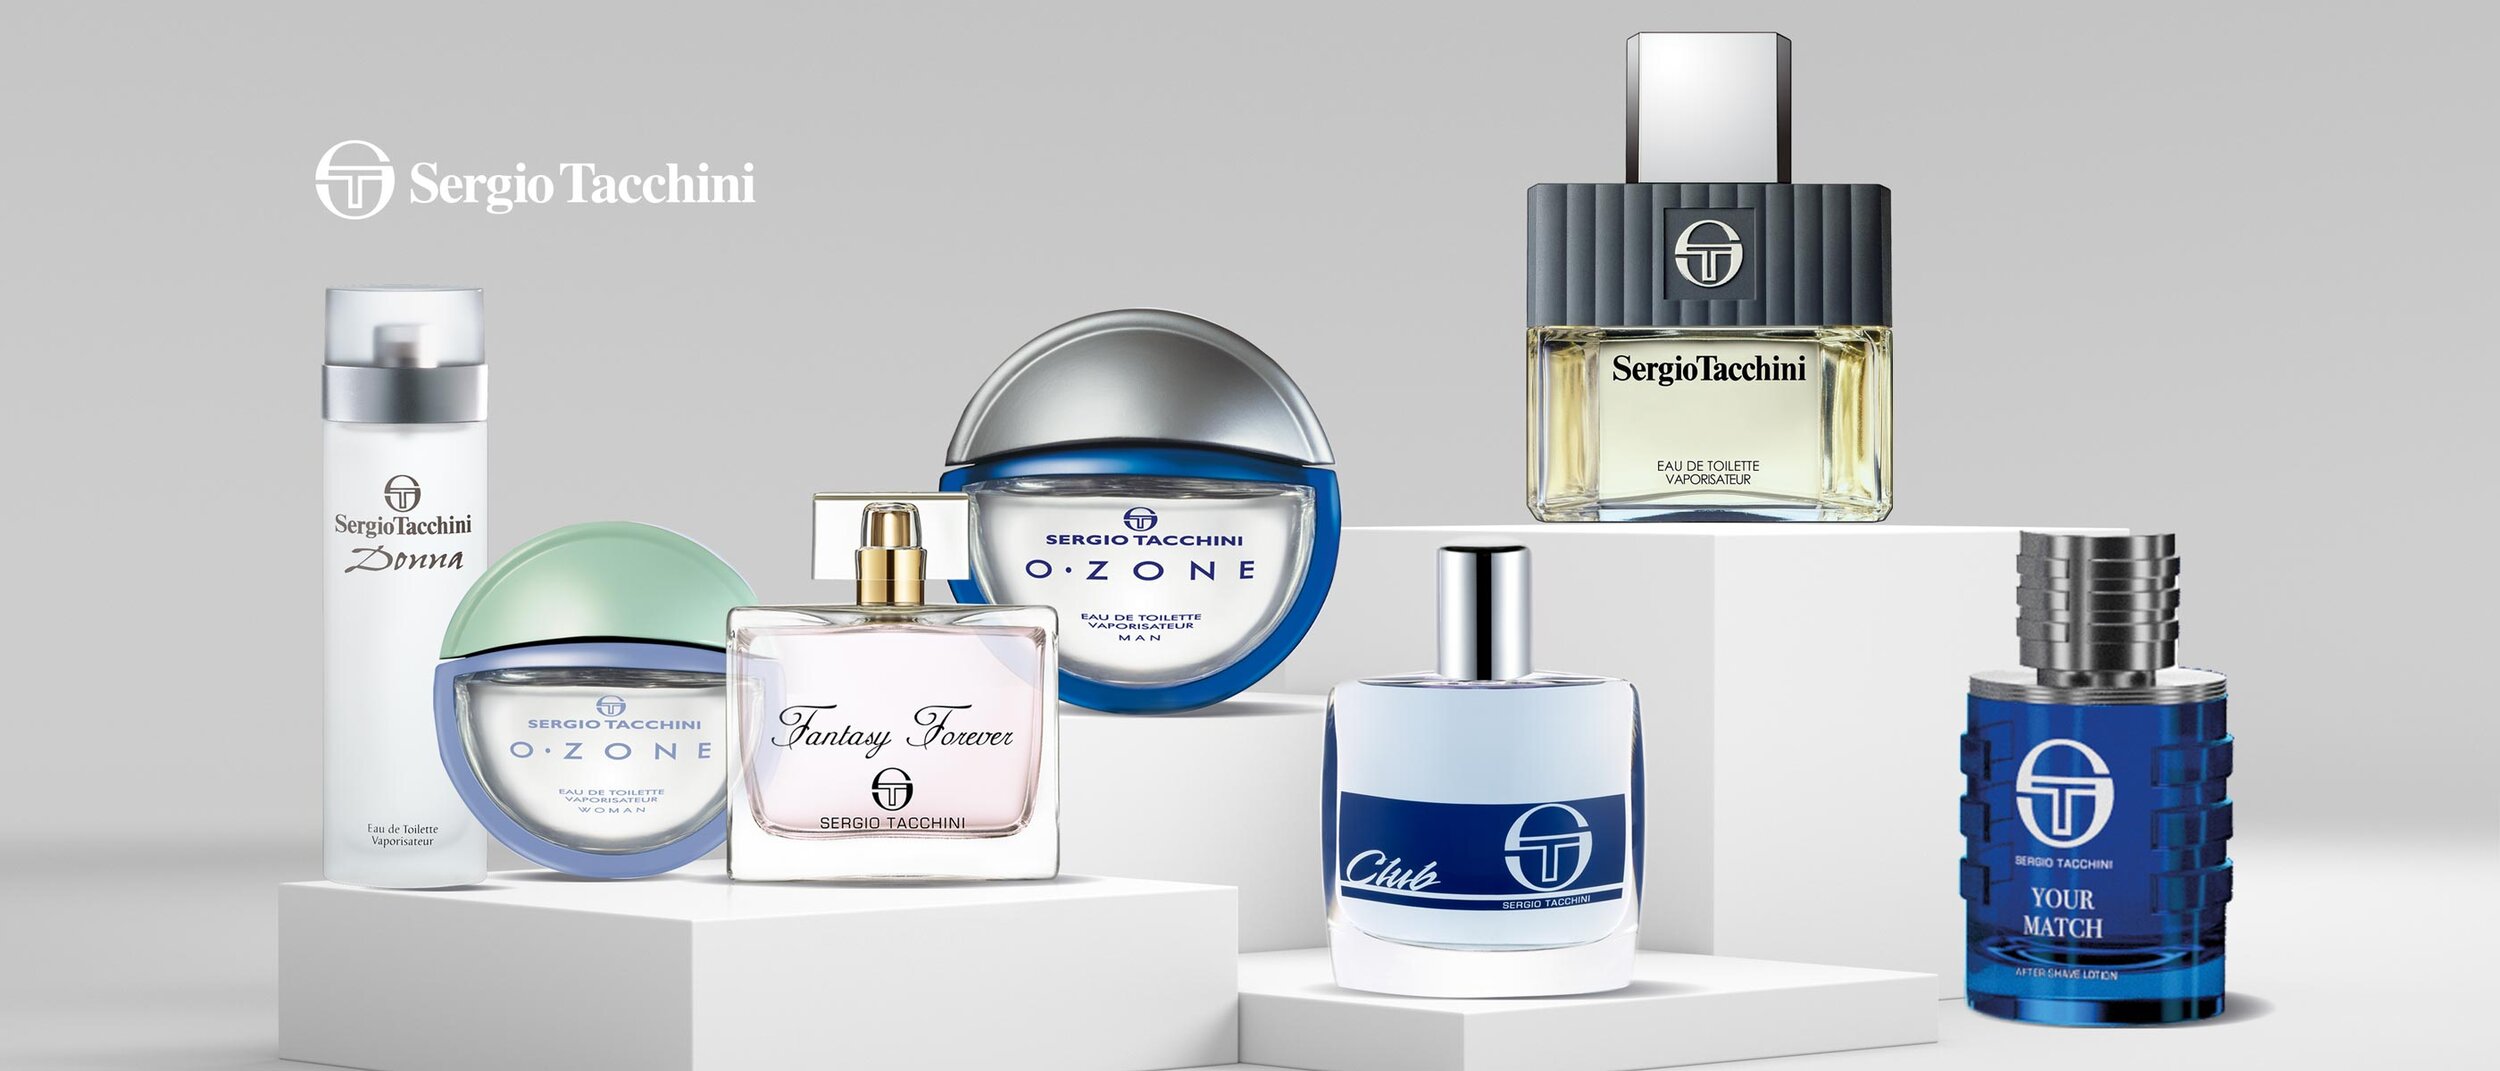 Sergio Tacchini
SergioTacchini
Donna
Eau de Toilette
Vaporisateur
SERGIO TACCHINI
O·ZONE
EAU DE TOILETTE
VAPORISATEUR
WOMAN
Fantasy Forever
SERGIO TACCHINI
SERGIO TACCHINI
O·ZONE
EAU DE TOILETTE
VAPORISATEUR
MAN
Club
SERGIO TACCHINI
SergioTacchini
EAU DE TOILETTE
VAPORISATEUR
SERGIO TACCHINI
YOUR
MATCH
AFTER SHAVE LOTION